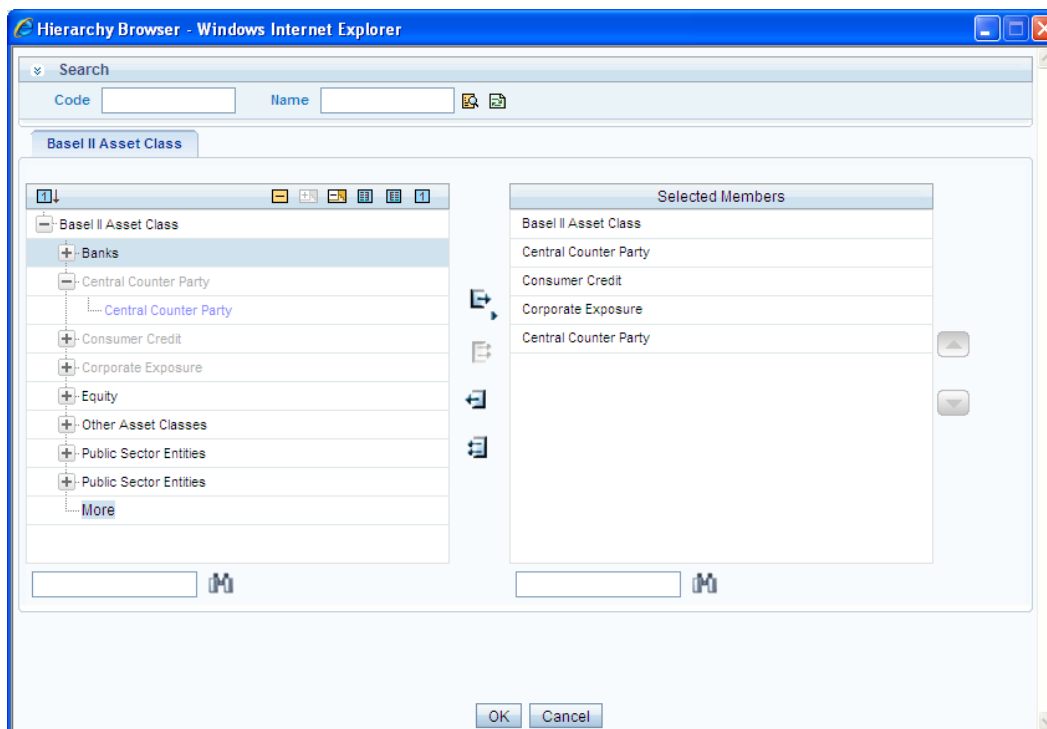 Hierarchy Browser - Windows Internet Explorer
Search
Code Name
Basel II Asset Class
Selected Members
Basel II Asset Class
Banks
Central Counter Party
Central Counter Party
Consumer Credit
Corporate Exposure
Equity
Other Asset Classes
Public Sector Entities
Public Sector Entities
More
Basel II Asset Class
Central Counter Party
Consumer Credit
Corporate Exposure
Central Counter Party
OK Cancel